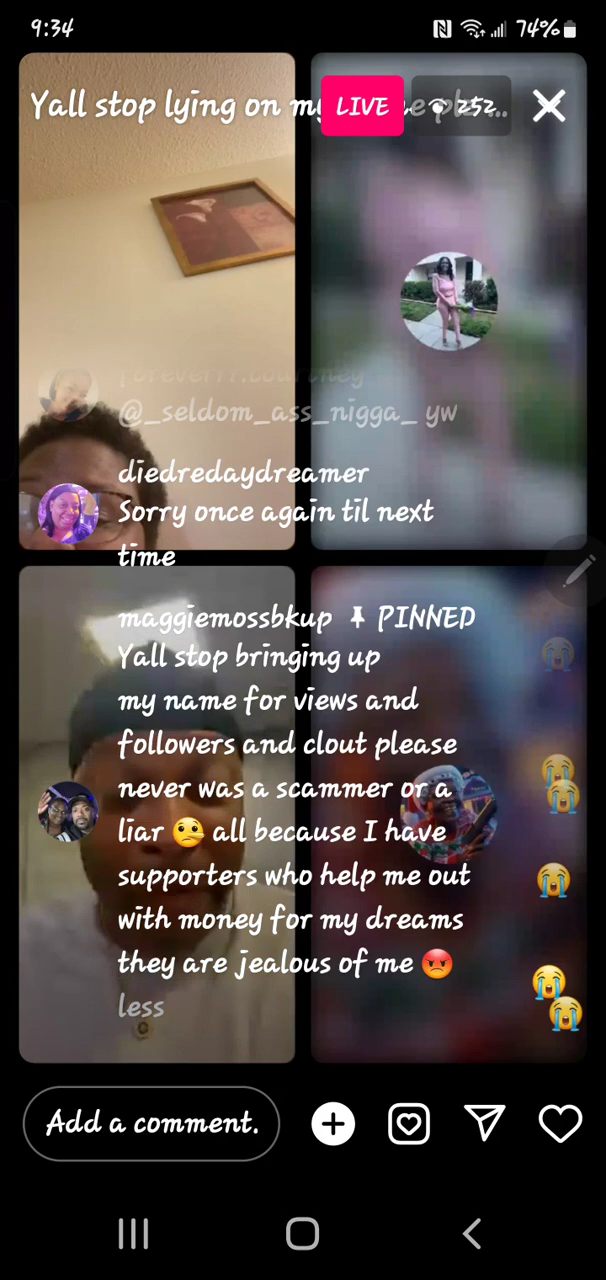 9:34
74%
Yall stop lying on my
LIVE
252
forever17.courtney
@_seldom_ass_nigga_ yw
diedredaydreamer
Sorry once again til next
time
maggiemossbkup PINNED
Yall stop bringing up
my name for views and
followers and clout please
never was a scammer or a
liar 🤥 all because I have
supporters who help me out
with money for my dreams
they are jealous of me 😡
less
Add a comment.